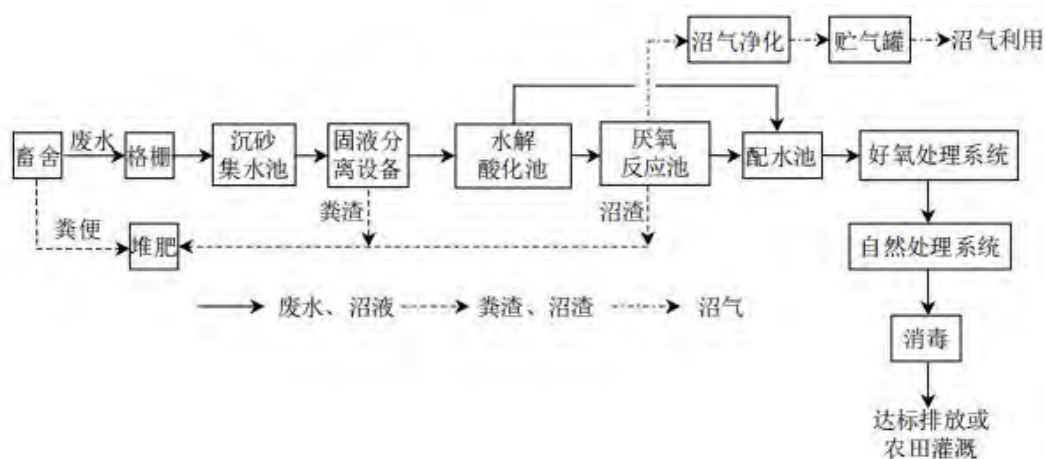 沼气净化
贮气罐
沼气利用
畜舍
废水
格栅
沉砂
集水池
固液分
离设备
水解
酸化池
厌氧
反应池
配水池
好氧处理系统
粪便
堆肥
粪渣
沼渣
自然处理系统
废水、沼液
粪渣、沼渣
沼气
消毒
达标排放或
农田灌溉